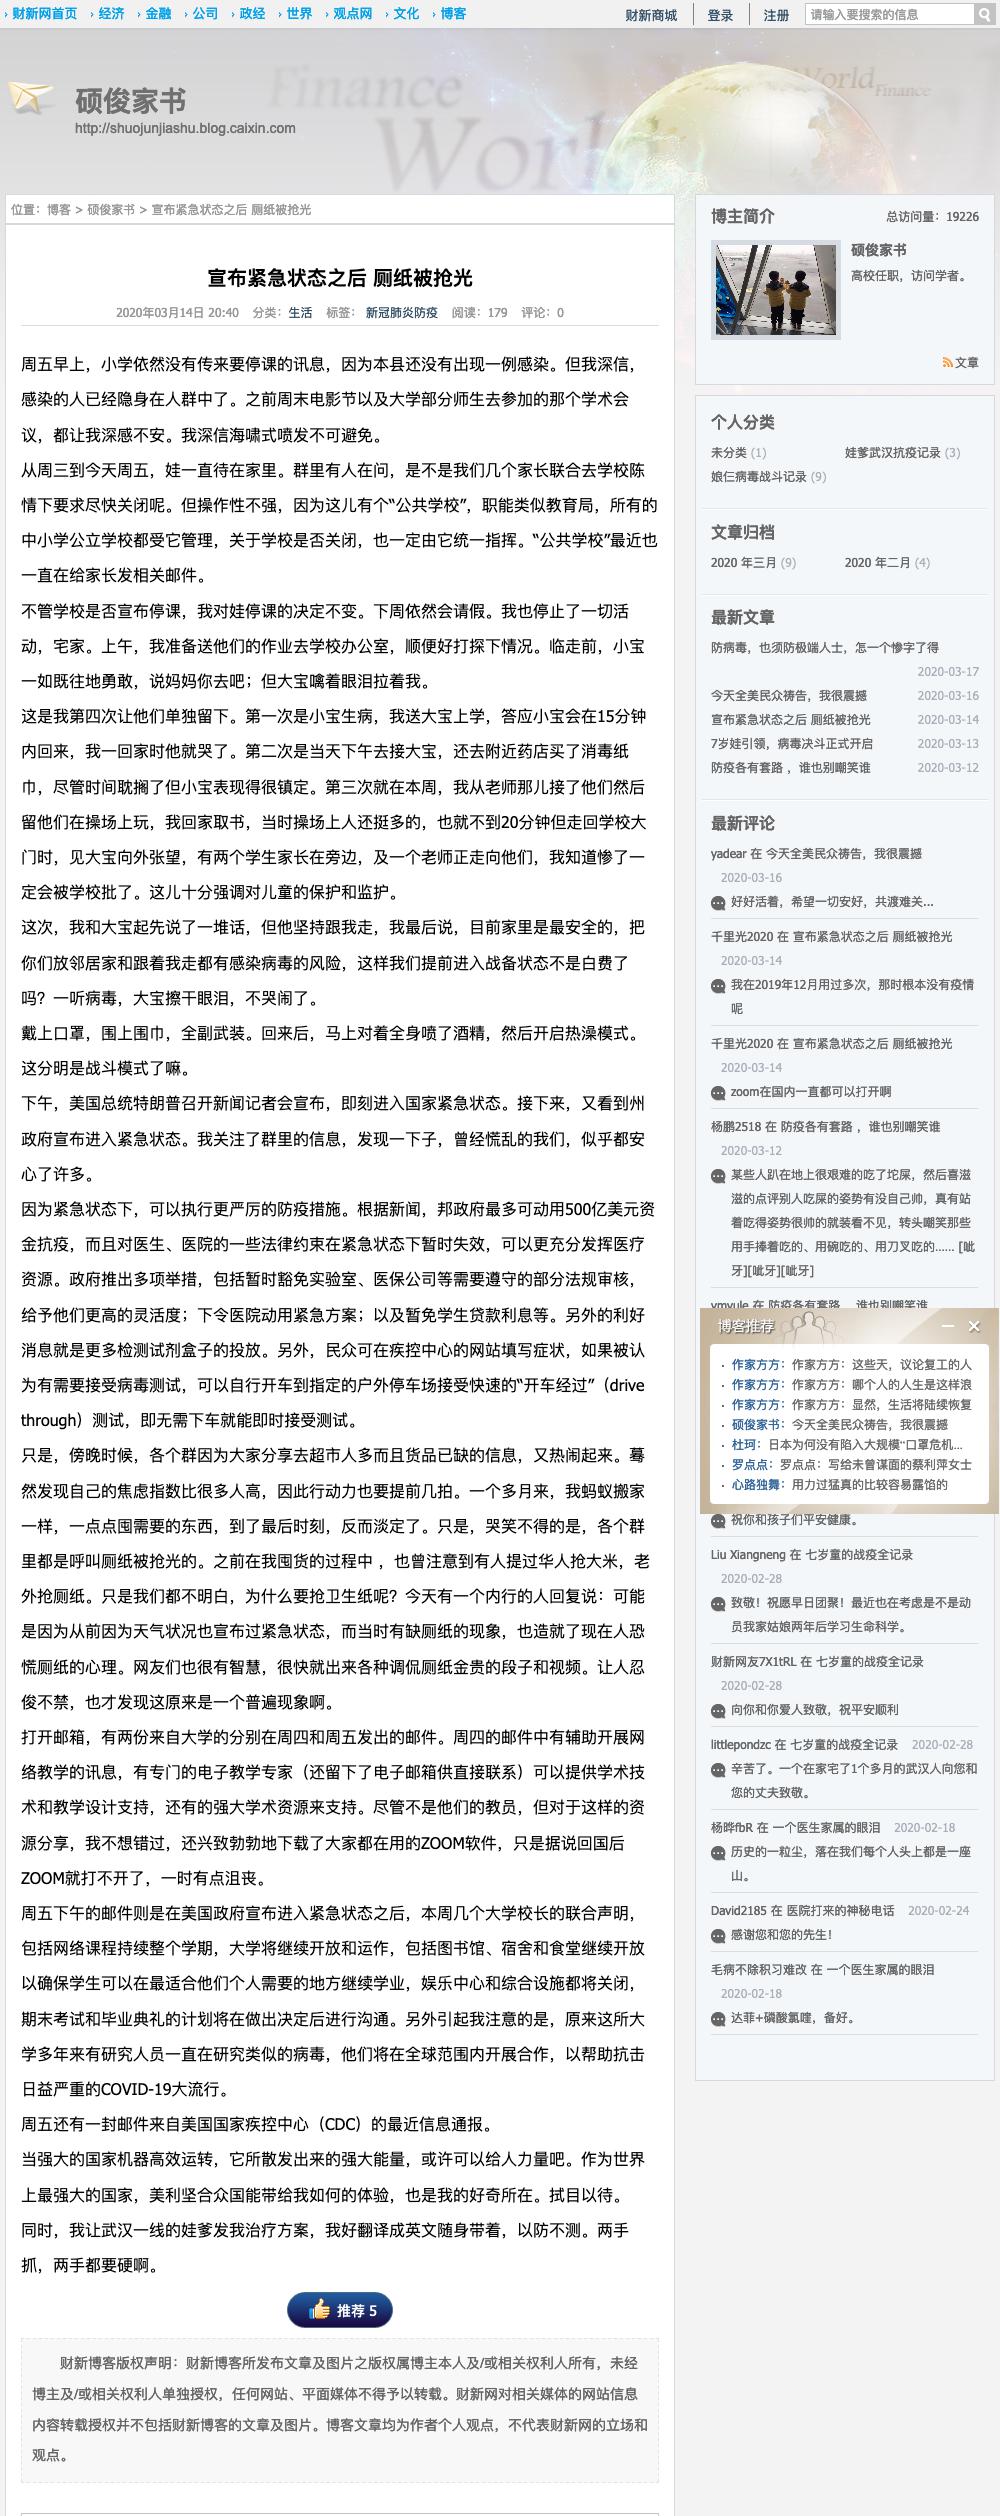 财新网首页 经济 金融 公司 政经 世界 观点网 文化 博客
财新商城 登录 注册 请输入要搜索的信息
Finance
World
World
Finance
硕俊家书
http://shuojunjiashu.blog.caixin.com
位置：博客 > 硕俊家书 > 宣布紧急状态之后 厕纸被抢光
宣布紧急状态之后 厕纸被抢光
2020年03月14日 20:40 分类：生活 标签： 新冠肺炎防疫 阅读：179 评论：0
周五早上，小学依然没有传来要停课的讯息，因为本县还没有出现一例感染。但我深信，
感染的人已经隐身在人群中了。之前周末电影节以及大学部分师生去参加的那个学术会
议，都让我深感不安。我深信海啸式喷发不可避免。
从周三到今天周五，娃一直待在家里。群里有人在问，是不是我们几个家长联合去学校陈
情下要求尽快关闭呢。但操作性不强，因为这儿有个“公共学校”，职能类似教育局，所有的
中小学公立学校都受它管理，关于学校是否关闭，也一定由它统一指挥。“公共学校”最近也
一直在给家长发相关邮件。
不管学校是否宣布停课，我对娃停课的决定不变。下周依然会请假。我也停止了一切活
动，宅家。上午，我准备送他们的作业去学校办公室，顺便好打探下情况。临走前，小宝
一如既往地勇敢，说妈妈你去吧；但大宝噙着眼泪拉着我。
这是我第四次让他们单独留下。第一次是小宝生病，我送大宝上学，答应小宝会在15分钟
内回来，我一回家时他就哭了。第二次是当天下午去接大宝，还去附近药店买了消毒纸
巾，尽管时间耽搁了但小宝表现得很镇定。第三次就在本周，我从老师那儿接了他们然后
留他们在操场上玩，我回家取书，当时操场上人还挺多的，也就不到20分钟但走回学校大
门时，见大宝向外张望，有两个学生家长在旁边，及一个老师正走向他们，我知道惨了一
定会被学校批了。这儿十分强调对儿童的保护和监护。
这次，我和大宝起先说了一堆话，但他坚持跟我走，我最后说，目前家里是最安全的，把
你们放邻居家和跟着我走都有感染病毒的风险，这样我们提前进入战备状态不是白费了
吗？一听病毒，大宝擦干眼泪，不哭闹了。
戴上口罩，围上围巾，全副武装。回来后，马上对着全身喷了酒精，然后开启热澡模式。
这分明是战斗模式了嘛。
下午，美国总统特朗普召开新闻记者会宣布，即刻进入国家紧急状态。接下来，又看到州
政府宣布进入紧急状态。我关注了群里的信息，发现一下子，曾经慌乱的我们，似乎都安
心了许多。
因为紧急状态下，可以执行更严厉的防疫措施。根据新闻，邦政府最多可动用500亿美元资
金抗疫，而且对医生、医院的一些法律约束在紧急状态下暂时失效，可以更充分发挥医疗
资源。政府推出多项举措，包括暂时豁免实验室、医保公司等需要遵守的部分法规审核，
给予他们更高的灵活度；下令医院动用紧急方案；以及暂免学生贷款利息等。另外的利好
消息就是更多检测试剂盒子的投放。另外，民众可在疾控中心的网站填写症状，如果被认
为有需要接受病毒测试，可以自行开车到指定的户外停车场接受快速的“开车经过”（drive
through）测试，即无需下车就能即时接受测试。
只是，傍晚时候，各个群因为大家分享去超市人多而且货品已缺的信息，又热闹起来。蓦
然发现自己的焦虑指数比很多人高，因此行动力也要提前几拍。一个多月来，我蚂蚁搬家
一样，一点点囤需要的东西，到了最后时刻，反而淡定了。只是，哭笑不得的是，各个群
里都是呼叫厕纸被抢光的。之前在我囤货的过程中 ，也曾注意到有人提过华人抢大米，老
外抢厕纸。只是我们都不明白，为什么要抢卫生纸呢？今天有一个内行的人回复说：可能
是因为从前因为天气状况也宣布过紧急状态，而当时有缺厕纸的现象，也造就了现在人恐
慌厕纸的心理。网友们也很有智慧，很快就出来各种调侃厕纸金贵的段子和视频。让人忍
俊不禁，也才发现这原来是一个普遍现象啊。
打开邮箱，有两份来自大学的分别在周四和周五发出的邮件。周四的邮件中有辅助开展网
络教学的讯息，有专门的电子教学专家（还留下了电子邮箱供直接联系）可以提供学术技
术和教学设计支持，还有的强大学术资源来支持。尽管不是他们的教员，但对于这样的资
源分享，我不想错过，还兴致勃勃地下载了大家都在用的ZOOM软件，只是据说回国后
ZOOM就打不开了，一时有点沮丧。
周五下午的邮件则是在美国政府宣布进入紧急状态之后，本周几个大学校长的联合声明，
包括网络课程持续整个学期，大学将继续开放和运作，包括图书馆、宿舍和食堂继续开放
以确保学生可以在最适合他们个人需要的地方继续学业，娱乐中心和综合设施都将关闭，
期末考试和毕业典礼的计划将在做出决定后进行沟通。另外引起我注意的是，原来这所大
学多年来有研究人员一直在研究类似的病毒，他们将在全球范围内开展合作，以帮助抗击
日益严重的COVID-19大流行。
周五还有一封邮件来自美国国家疾控中心（CDC）的最近信息通报。
当强大的国家机器高效运转，它所散发出来的强大能量，或许可以给人力量吧。作为世界
上最强大的国家，美利坚合众国能带给我如何的体验，也是我的好奇所在。拭目以待。
同时，我让武汉一线的娃爹发我治疗方案，我好翻译成英文随身带着，以防不测。两手
抓，两手都要硬啊。
推荐 5
财新博客版权声明：财新博客所发布文章及图片之版权属博主本人及/或相关权利人所有，未经
博主及/或相关权利人单独授权，任何网站、平面媒体不得予以转载。财新网对相关媒体的网站信息
内容转载授权并不包括财新博客的文章及图片。博客文章均为作者个人观点，不代表财新网的立场和
观点。
博主简介 总访问量：19226
硕俊家书
高校任职，访问学者。
文章
个人分类
未分类 (1) 娃爹武汉抗疫记录 (3)
娘仨病毒战斗记录 (9)
文章归档
2020 年三月 (9) 2020 年二月 (4)
最新文章
防病毒，也须防极端人士，怎一个惨字了得
2020-03-17
今天全美民众祷告，我很震撼 2020-03-16
宣布紧急状态之后 厕纸被抢光 2020-03-14
7岁娃引领，病毒决斗正式开启 2020-03-13
防疫各有套路 ，谁也别嘲笑谁 2020-03-12
最新评论
yadear 在 今天全美民众祷告，我很震撼
2020-03-16
好好活着，希望一切安好，共渡难关...
千里光2020 在 宣布紧急状态之后 厕纸被抢光
2020-03-14
我在2019年12月用过多次，那时根本没有疫情
呢
千里光2020 在 宣布紧急状态之后 厕纸被抢光
2020-03-14
zoom在国内一直都可以打开啊
杨鹏2518 在 防疫各有套路 ，谁也别嘲笑谁
2020-03-12
某些人趴在地上很艰难的吃了坨屎，然后喜滋
滋的点评别人吃屎的姿势有没自己帅，真有站
着吃得姿势很帅的就装看不见，转头嘲笑那些
用手捧着吃的、用碗吃的、用刀叉吃的…… [呲
牙][呲牙][呲牙]
ymyule 在 防疫各有套路 ，谁也别嘲笑谁
博客推荐
作家方方：作家方方：这些天，议论复工的人
作家方方：作家方方：哪个人的人生是这样浪
作家方方：作家方方：显然，生活将陆续恢复
硕俊家书：今天全美民众祷告，我很震撼
杜珂：日本为何没有陷入大规模“口罩危机...
罗点点：罗点点：写给未曾谋面的蔡利萍女士
心路独舞：用力过猛真的比较容易露馅的
祝你和孩子们平安健康。
Liu Xiangneng 在 七岁童的战疫全记录
2020-02-28
致敬！祝愿早日团聚！最近也在考虑是不是动
员我家姑娘两年后学习生命科学。
财新网友7X1tRL 在 七岁童的战疫全记录
2020-02-28
向你和你爱人致敬，祝平安顺利
littlepondzc 在 七岁童的战疫全记录 2020-02-28
辛苦了。一个在家宅了1个多月的武汉人向您和
您的丈夫致敬。
杨晔fbR 在 一个医生家属的眼泪 2020-02-18
历史的一粒尘，落在我们每个人头上都是一座
山。
David2185 在 医院打来的神秘电话 2020-02-24
感谢您和您的先生！
毛病不除积习难改 在 一个医生家属的眼泪
2020-02-18
达菲+磷酸氯喹，备好。